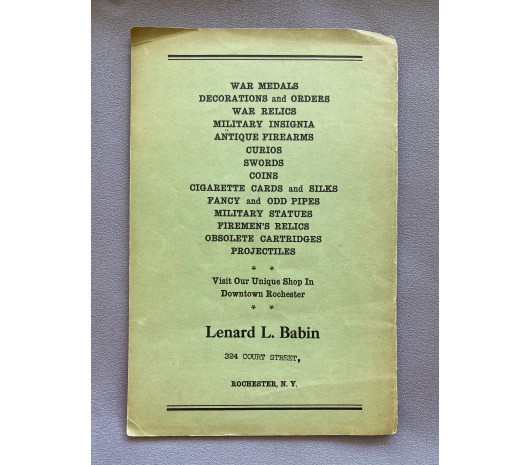 WAR MEDALS
DECORATIONS and ORDERS
WAR RELICS
MILITARY INSIGNIA
ANTIQUE FIREARMS
CURIOS
SWORDS
COINS
CIGARETTE CARDS and SILKS
FANCY and ODD PIPES
MILITARY STATUES
FIREMEN'S RELICS
OBSOLETE CARTRIDGES
PROJECTILES
* *
Visit Our Unique Shop In
Downtown Rochester
* *
Lenard L. Babin
324 COURT STREET,
ROCHESTER, N. Y.